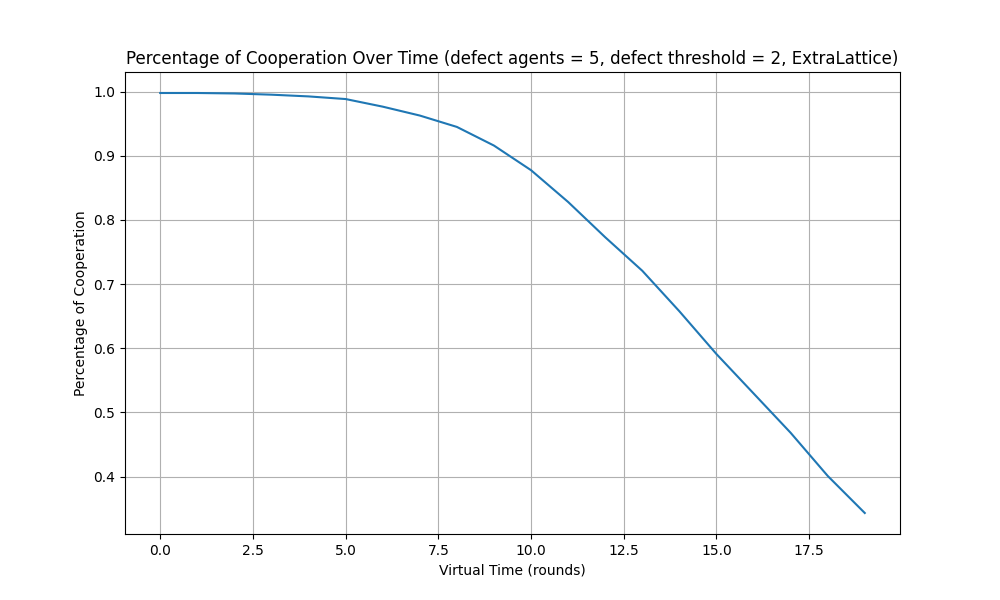 Percentage of Cooperation Over Time (defect agents = 5, defect threshold = 2, ExtraLattice)
Percentage of Cooperation
1.0
0.9
0.8
0.7
0.6
0.5
0.4
0.0 2.5 5.0 7.5 10.0 12.5 15.0 17.5
Virtual Time (rounds)